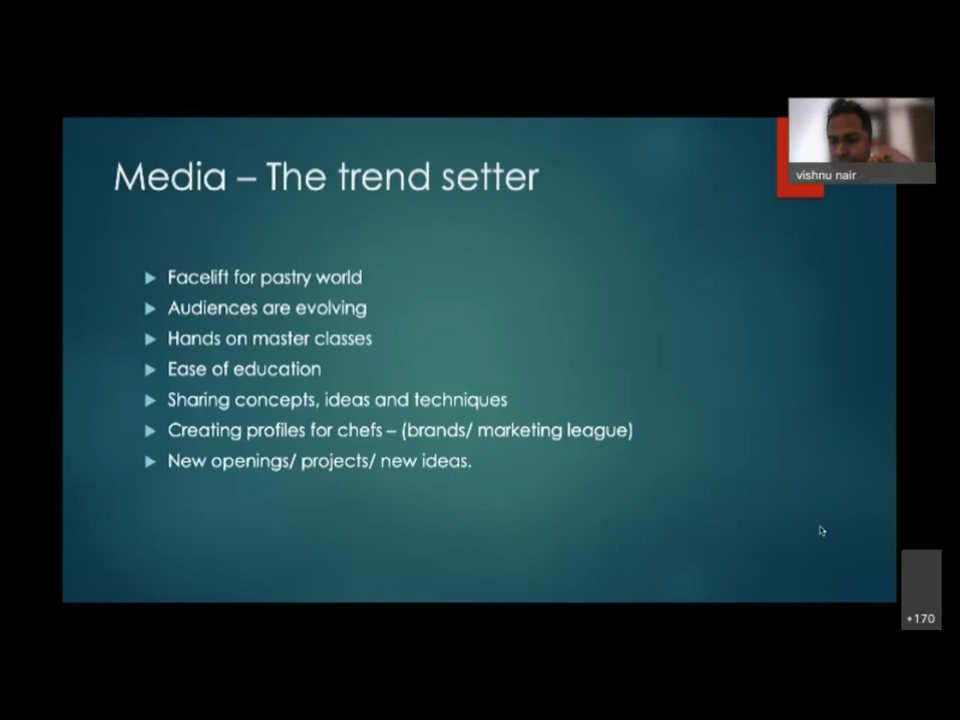 Media – The trend setter
vishnu nair
Facelift for pastry world
Audiences are evolving
Hands on master classes
Ease of education
Sharing concepts, ideas and techniques
Creating profiles for chefs – (brands/ marketing league)
New openings/ projects/ new ideas.
+170